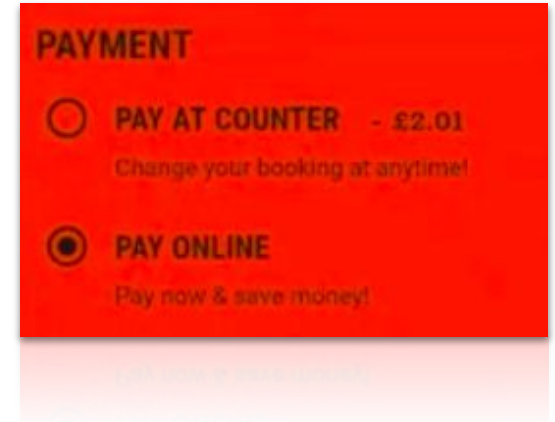 PAYMENT
PAY AT COUNTER - £2.01
Change your booking at anytime!
PAY ONLINE
Pay now & save money!